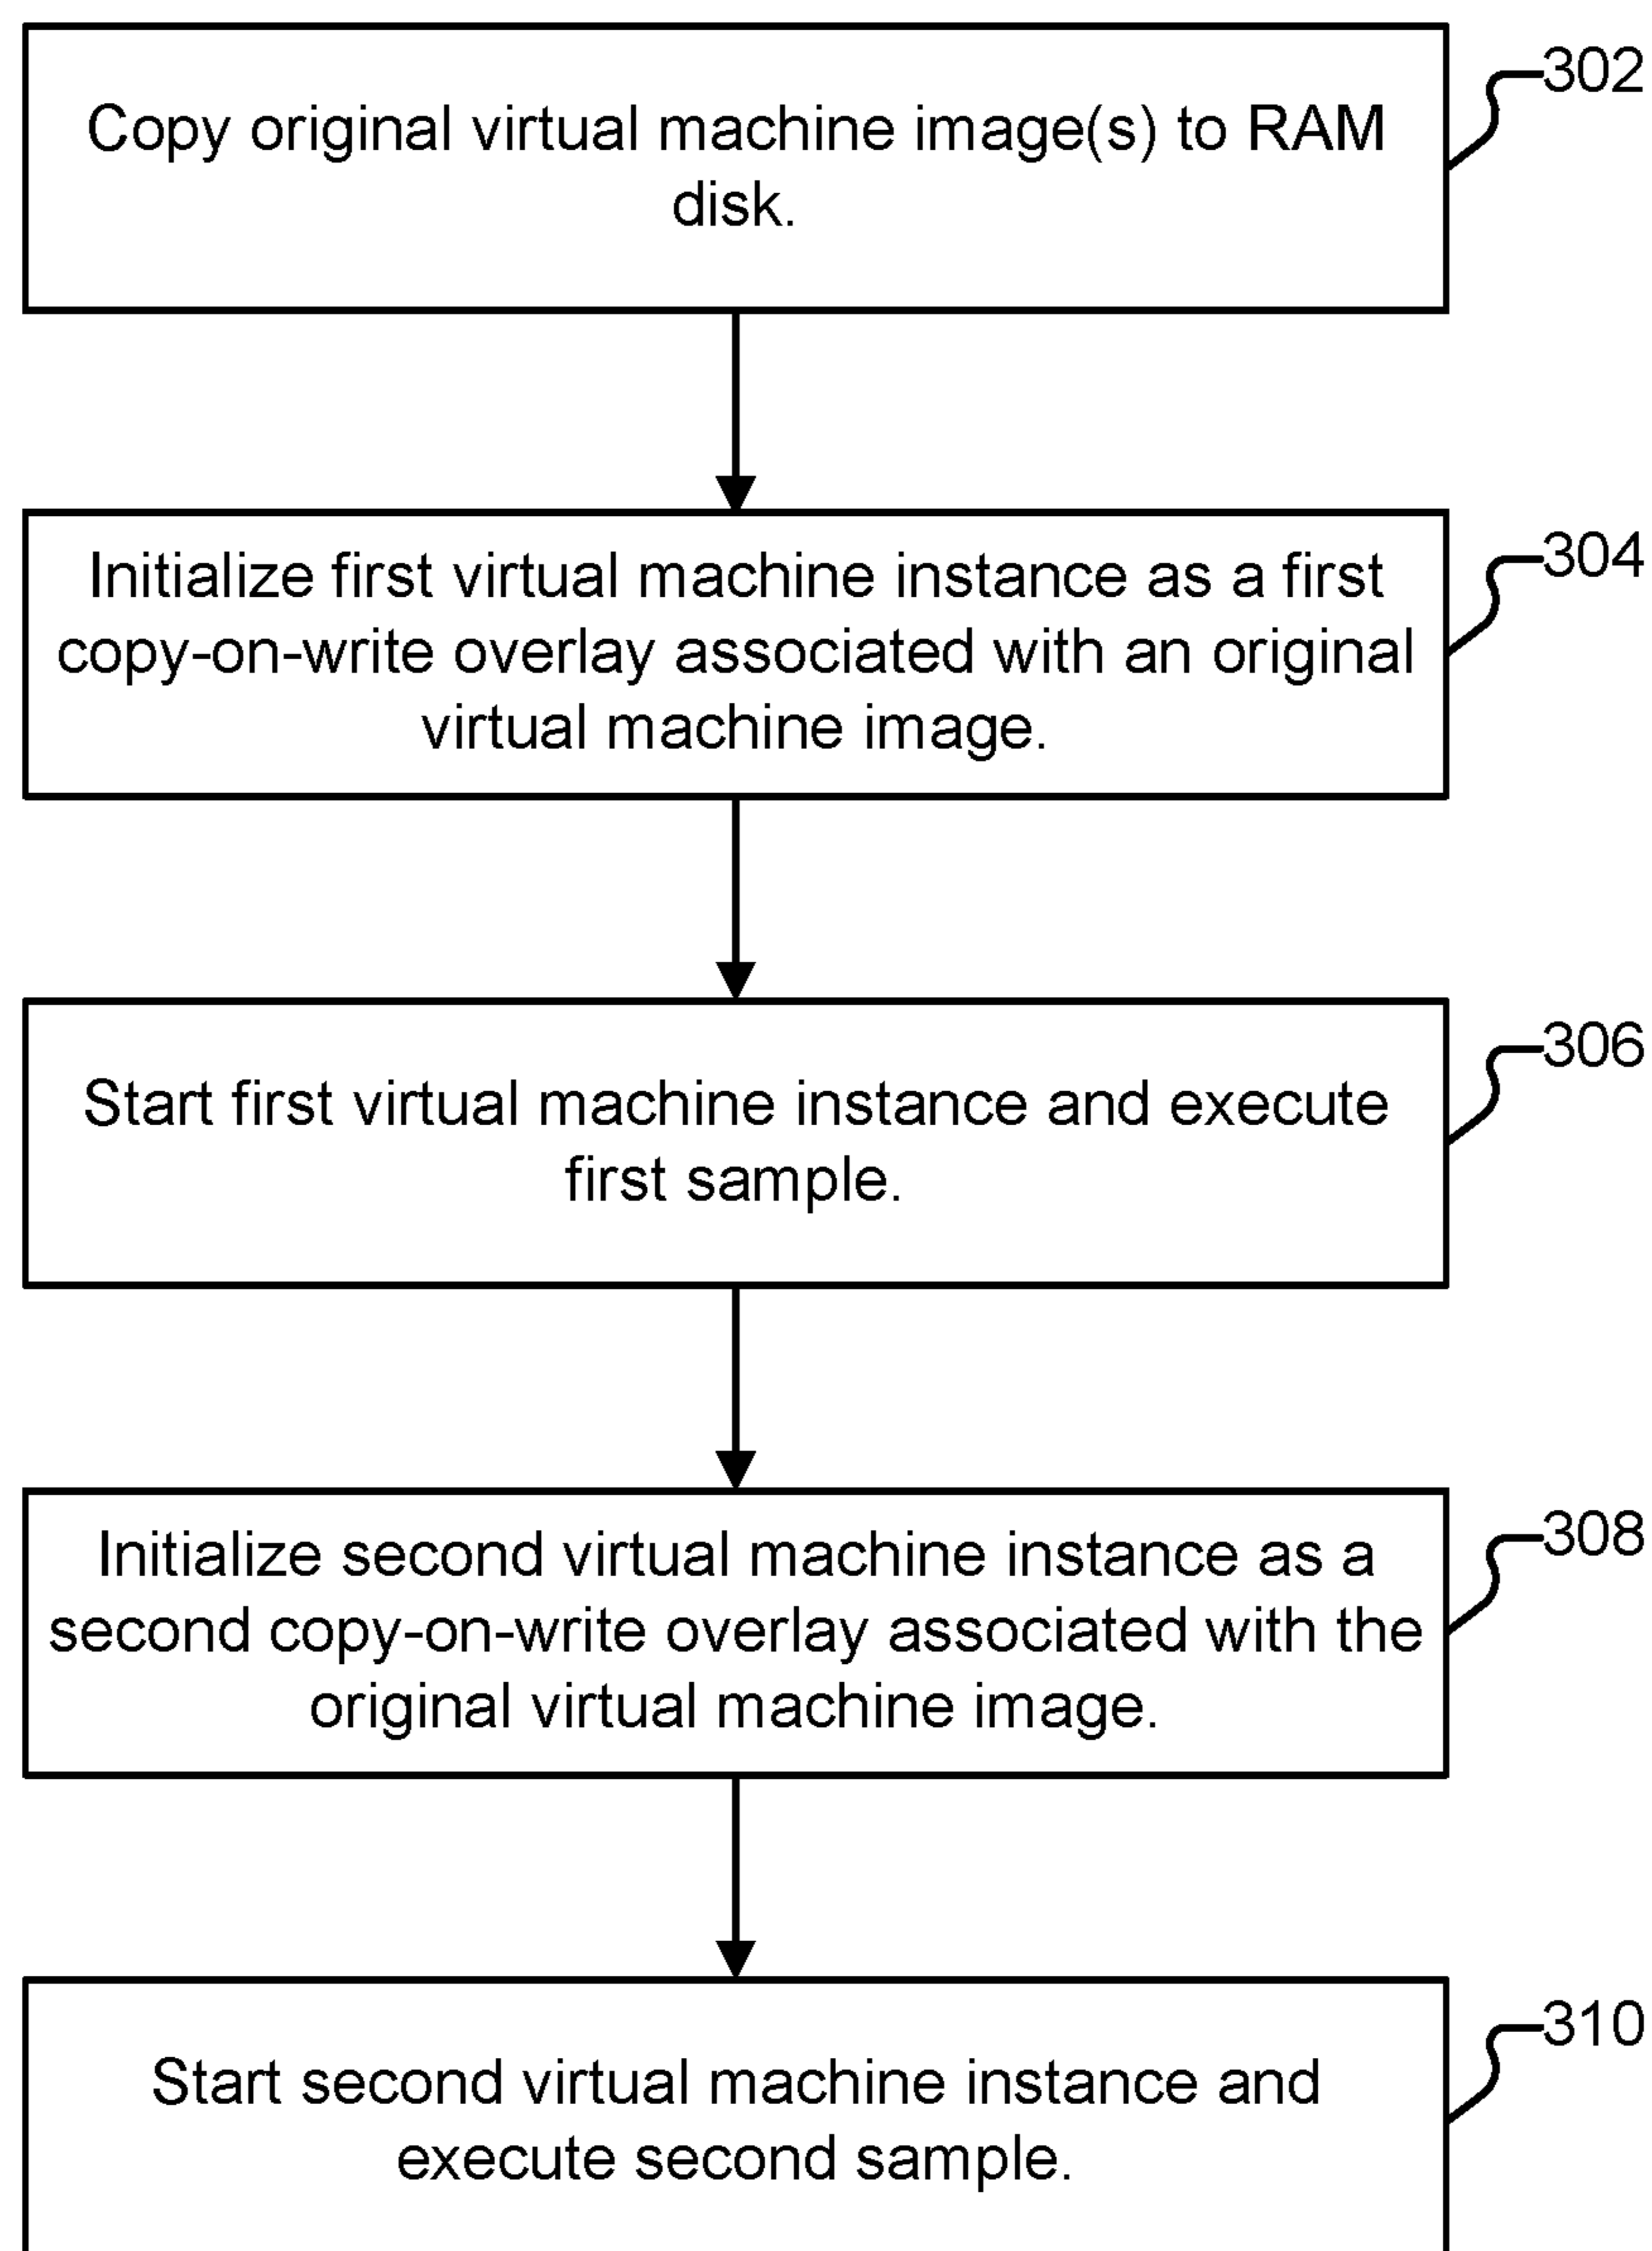 302
Copy original virtual machine image(s) to RAM
disk.
304
Initialize first virtual machine instance as a first
copy-on-write overlay associated with an original
virtual machine image.
306
Start first virtual machine instance and execute
first sample.
308
Initialize second virtual machine instance as a
second copy-on-write overlay associated with the
original virtual machine image.
310
Start second virtual machine instance and
execute second sample.